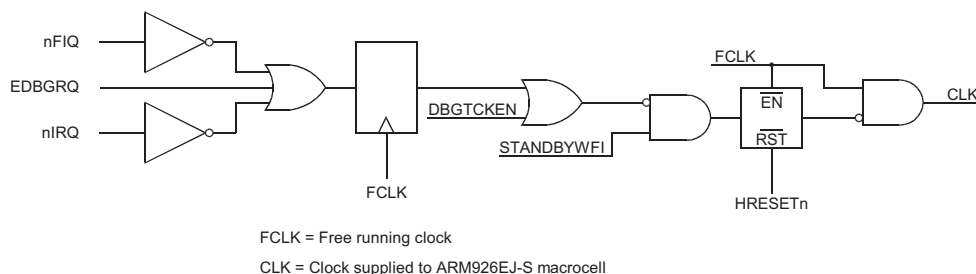 nFIQ
EDBGRQ
nIRQ
FCLK
DBGTCKEN
STANDBYWFI
FCLK
EN
RST
HRESETn
CLK
FCLK = Free running clock
CLK = Clock supplied to ARM926EJ-S macrocell